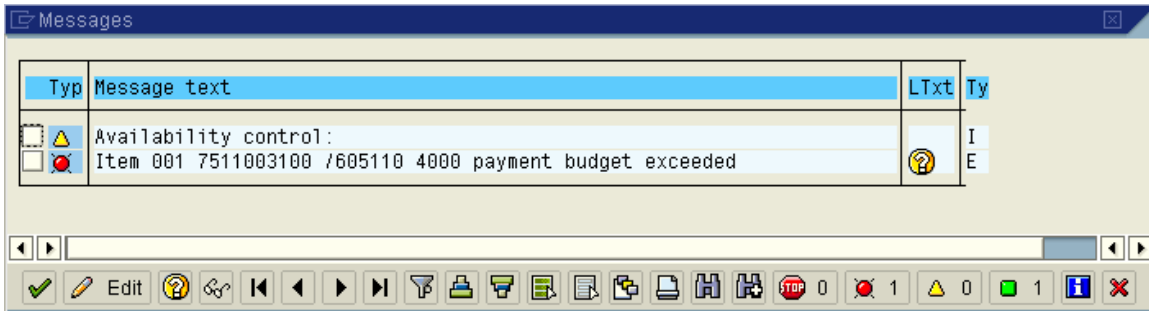 Messages
Typ Message text LTxt Ty
Availability control: I
Item 001 7511003100 /605110 4000 payment budget exceeded E
Edit STOP 0 1 0 1